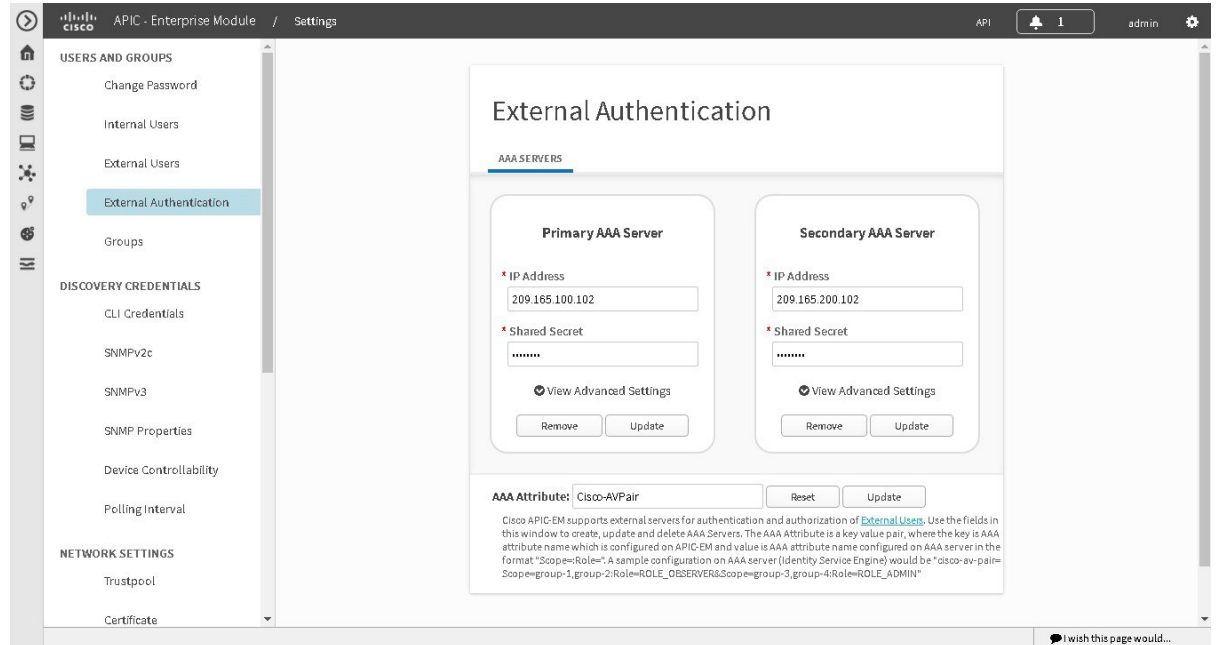 cisco APIC - Enterprise Module / Settings API 1 admin
USERS AND GROUPS
Change Password
Internal Users
External Users
External Authentication
Groups
DISCOVERY CREDENTIALS
CLI Credentials
SNMPv2c
SNMPv3
SNMP Properties
Device Controllability
Polling Interval
NETWORK SETTINGS
Trustpool
Certificate
External Authentication
AAA SERVERS
Primary AAA Server
* IP Address
209.165.100.102
* Shared Secret
........
View Advanced Settings
Remove Update
Secondary AAA Server
* IP Address
209.165.200.102
* Shared Secret
........
View Advanced Settings
Remove Update
AAA Attribute: Cisco-AVPair Reset Update
Cisco APIC-EM supports external servers for authentication and authorization of External Users. Use the fields in
this window to create, update and delete AAA Servers. The AAA Attribute is a key value pair, where the key is AAA
attribute name which is configured on APIC-EM and value is AAA attribute name configured on AAA server in the
format "Scope=:Role=". A sample configuration on AAA server (Identity Service Engine) would be "cisco-av-pair=
Scope=group-1,group-2:Role=ROLE_OBSERVER&Scope=group-3,group-4:Role=ROLE_ADMIN"
I wish this page would...